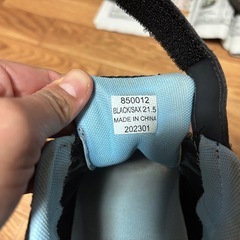 850012
BLACK/SAX 21.5
MADE IN CHINA
202301